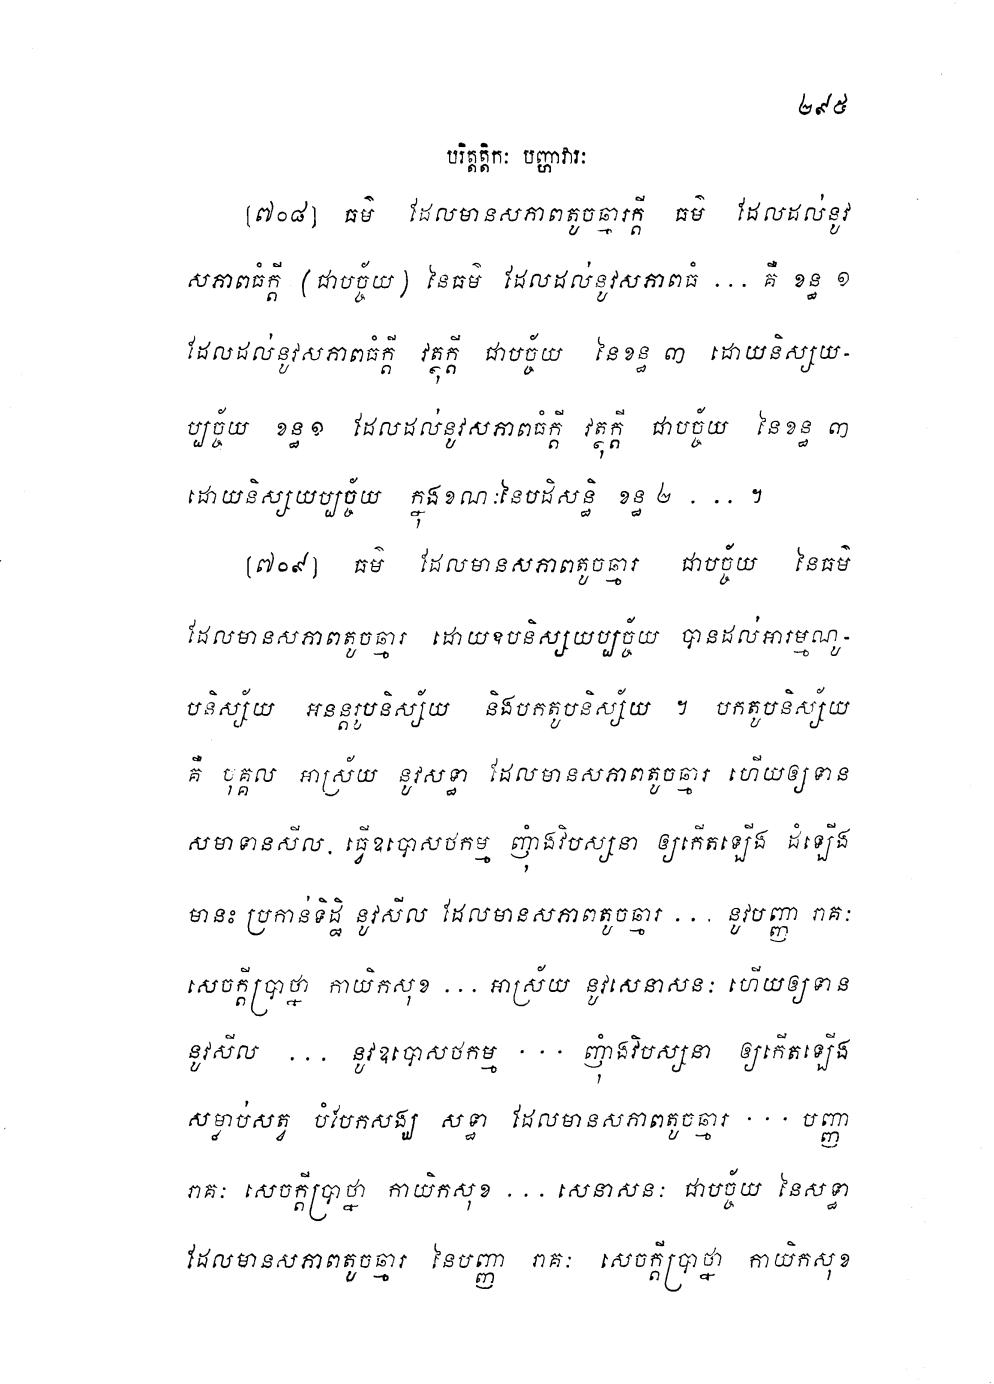 ២៩៥
បរិត្តត្តិកៈ បញ្ហាវារៈ
[៧០៨] ធម៌ ដែលមានសភាពតូចឆ្មារក្តី ធម៌ ដែលដល់នូវ
សភាពធំក្តី (ជាបច្ច័យ) នៃធម៌ ដែលដល់នូវសភាពធំ ... គឺ ខន្ធ ១
ដែលដល់នូវសភាពធំក្តី វត្ថុក្តី ជាបច្ច័យ នៃខន្ធ ៣ ដោយនិស្សយ-
ប្បច្ច័យ ខន្ធ ១ ដែលដល់នូវសភាពធំក្តី វត្ថុក្តី ជាបច្ច័យ នៃខន្ធ ៣
ដោយនិស្សយប្បច្ច័យ ក្នុងខណៈនៃបដិសន្ធិ ខន្ធ ២ ... ។
[៧០៩] ធម៌ ដែលមានសភាពតូចឆ្មារ ជាបច្ច័យ នៃធម៌
ដែលមានសភាពតូចឆ្មារ ដោយឧបនិស្សយប្បច្ច័យ បានដល់អារម្មណូ-
បនិស្ស័យ អនន្តរូបនិស្ស័យ និងបកតូបនិស្ស័យ ។ បកតូបនិស្ស័យ
គឺ បុគ្គល អាស្រ័យ នូវសទ្ធា ដែលមានសភាពតូចឆ្មារ ហើយឲ្យទាន
សមាទានសីល ធ្វើឧបោសថកម្ម ញុំាងវិបស្សនា ឲ្យកើតឡើង ដំឡើង
មានះ ប្រកាន់ទិដ្ឋិ នូវសីល ដែលមានសភាពតូចឆ្មារ ... នូវបញ្ញា រាគៈ
សេចក្តីប្រាថ្នា កាយិកសុខ ... អាស្រ័យ នូវសេនាសនៈ ហើយឲ្យទាន
នូវសីល ... នូវឧបោសថកម្ម ... ញុំាងវិបស្សនា ឲ្យកើតឡើង
សម្លាប់សត្វ បំបែកសង្ឃ សទ្ធា ដែលមានសភាពតូចឆ្មារ ... បញ្ញា
រាគៈ សេចក្តីប្រាថ្នា កាយិកសុខ ... សេនាសនៈ ជាបច្ច័យ នៃសទ្ធា
ដែលមានសភាពតូចឆ្មារ នៃបញ្ញា រាគៈ សេចក្តីប្រាថ្នា កាយិកសុខ